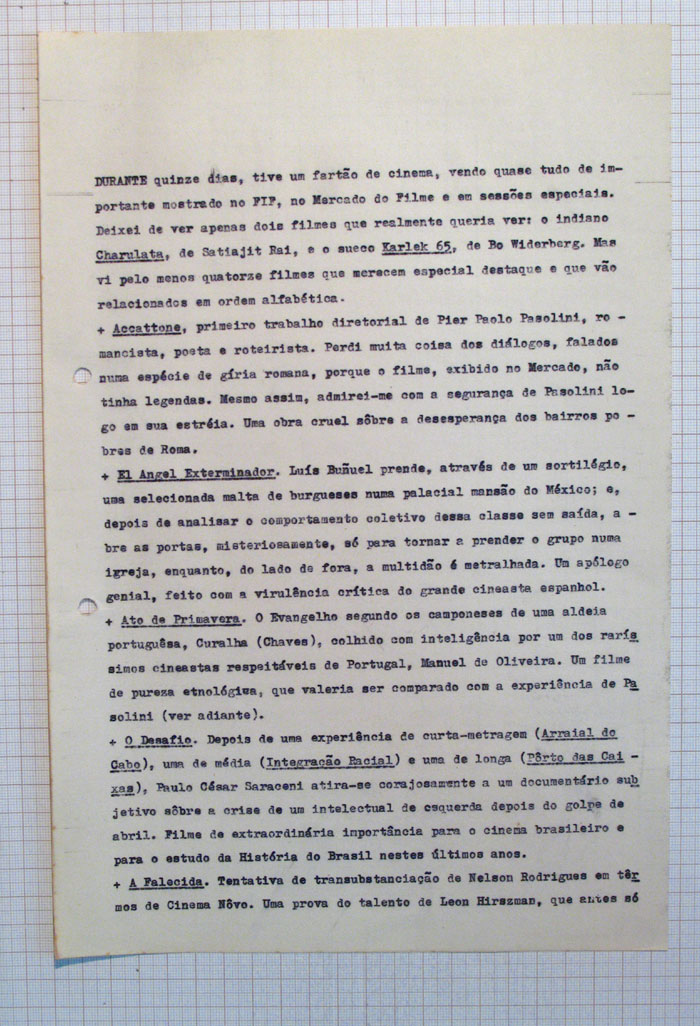 DURANTE quinze dias, tive um fartão de cinema, vendo quase tudo de im-
portante mostrado no FIF, no Mercado do Filme e em sessões especiais.
Deixei de ver apenas dois filmes que realmente queria ver: o indiano
Charulata, de Satiajit Rai, e o sueco Karlek 65, de Bo Widerberg. Mas
vi pelo menos quatorze filmes que merecem especial destaque e que vão
relacionados em ordem alfabética.
+ Accattone, primeiro trabalho diretorial de Pier Paolo Pasolini, ro -
mancista, poeta e roteirista. Perdi muita coisa dos diálogos, falados
numa espécie de gíria romana, porque o filme, exibido no Mercado, não
tinha legendas. Mesmo assim, admirei-me com a segurança de Pasolini lo-
go em sua estréia. Uma obra cruel sôbre a desesperança dos bairros po -
bres de Roma.
+ El Angel Exterminador. Luís Buñuel prende, através de um sortilégio,
uma selecionada malta de burgueses numa palacial mansão do México; e,
depois de analisar o comportamento coletivo dessa classe sem saída, a -
bre as portas, misteriosamente, só para tornar a prender o grupo numa
igreja, enquanto, do lado de fora, a multidão é metralhada. Um apólogo
genial, feito com a virulência crítica do grande cineasta espanhol.
+ Ato de Primavera. O Evangelho segundo os camponeses de uma aldeia
portuguêsa, Curalha (Chaves), colhido com inteligência por um dos rarís
simos cineastas respeitáveis de Portugal, Manuel de Oliveira. Um filme
de pureza etnológica, que valeria ser comparado com a experiência de Pa
solini (ver adiante).
+ O Desafio. Depois de uma experiência de curta-metragem (Arraial do
Cabo), uma de média (Integração Racial) e uma de longa (Pôrto das Cai -
xas), Paulo César Saraceni atira-se corajosamente a um documentário sub
jetivo sôbre a crise de um intelectual de esquerda depois do golpe de
abril. Filme de extraordinária importância para o cinema brasileiro e
para o estudo da História do Brasil nestes últimos anos.
+ A Falecida. Tentativa de transubstanciação de Nelson Rodrigues em têr
mos de Cinema Nôvo. Uma prova do talento de Leon Hirszman, que antes só